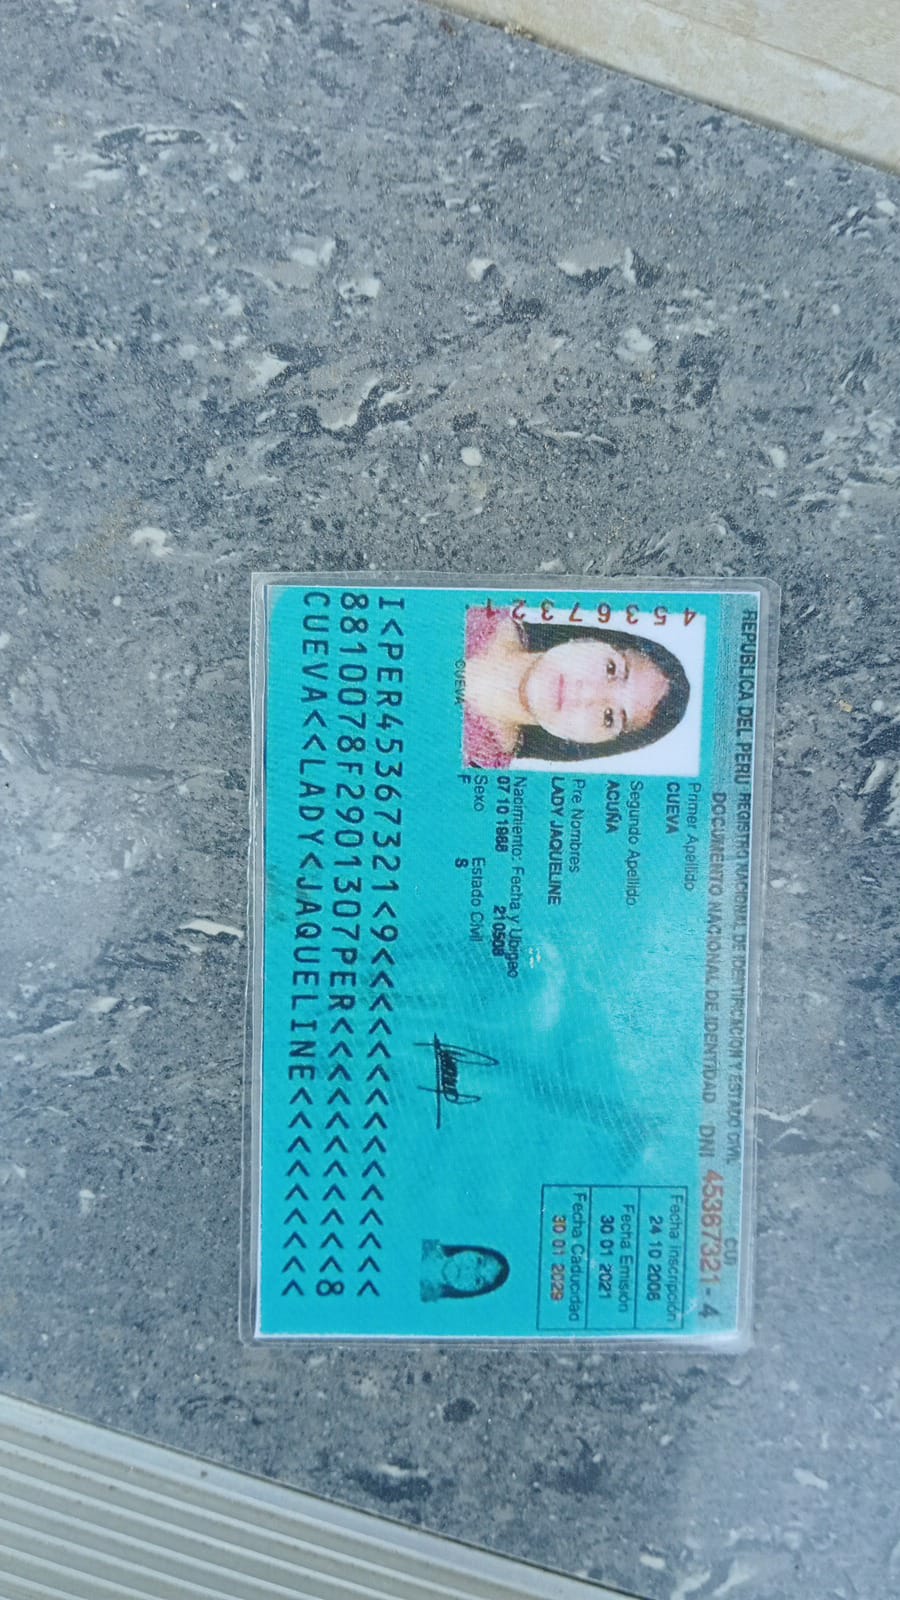 REPUBLICA DEL PERU REGISTRO NACIONAL DE IDENTIFICACION Y ESTADO CIVIL
DOCUMENTO NACIONAL DE IDENTIDAD DNI 45367321 - 4
CUI
45367321
CUEVA
Primer Apellido
CUEVA
Segundo Apellido
ACUÑA
Pre Nombres
LADY JAQUELINE
Nacimiento: Fecha y Ubigeo
07 10 1988 210508
Sexo Estado Civil
F S
Fecha Inscripción
24 10 2006
Fecha Emisión
30 01 2021
Fecha Caducidad
30 01 2029
I<PER45367321<9<<<<<<<<<<<<<<<
8810078F2901307PER<<<<<<<<<<<8
CUEVA<<LADY<JAQUELINE<<<<<<<<<